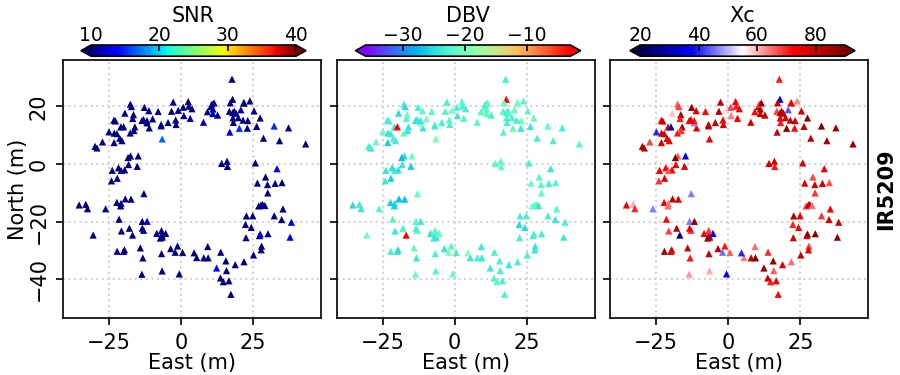 SNR DBV Xc
10 20 30 40 −30 −20 −10 20 40 60 80
20
0
−20
−40
North (m)
−25 0 25 −25 0 25 −25 0 25
East (m) East (m) East (m)
IR5209